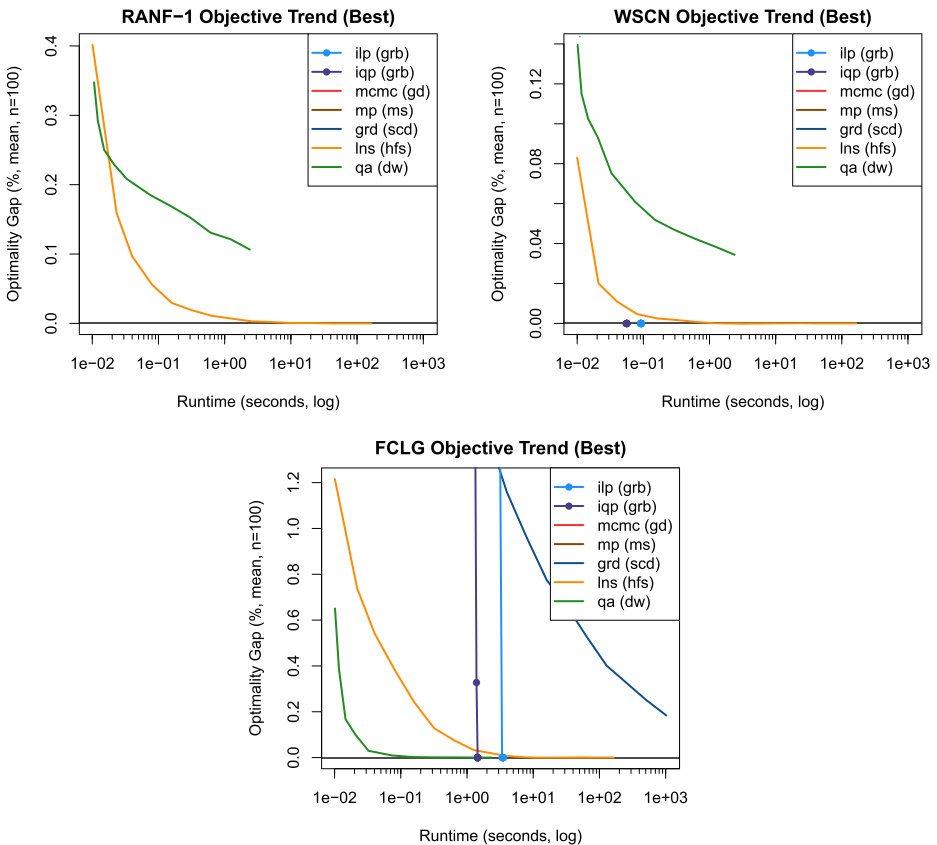 RANF−1 Objective Trend (Best)
Optimality Gap (%, mean, n=100)
0.4
0.3
0.2
0.1
0.0
ilp (grb)
iqp (grb)
mcmc (gd)
mp (ms)
grd (scd)
lns (hfs)
qa (dw)
1e−02 1e−01 1e+00 1e+01 1e+02 1e+03
Runtime (seconds, log)
WSCN Objective Trend (Best)
Optimality Gap (%, mean, n=100)
0.12
0.08
0.04
0.00
ilp (grb)
iqp (grb)
mcmc (gd)
mp (ms)
grd (scd)
lns (hfs)
qa (dw)
1e−02 1e−01 1e+00 1e+01 1e+02 1e+03
Runtime (seconds, log)
FCLG Objective Trend (Best)
Optimality Gap (%, mean, n=100)
1.2
1.0
0.8
0.6
0.4
0.2
0.0
ilp (grb)
iqp (grb)
mcmc (gd)
mp (ms)
grd (scd)
lns (hfs)
qa (dw)
1e−02 1e−01 1e+00 1e+01 1e+02 1e+03
Runtime (seconds, log)